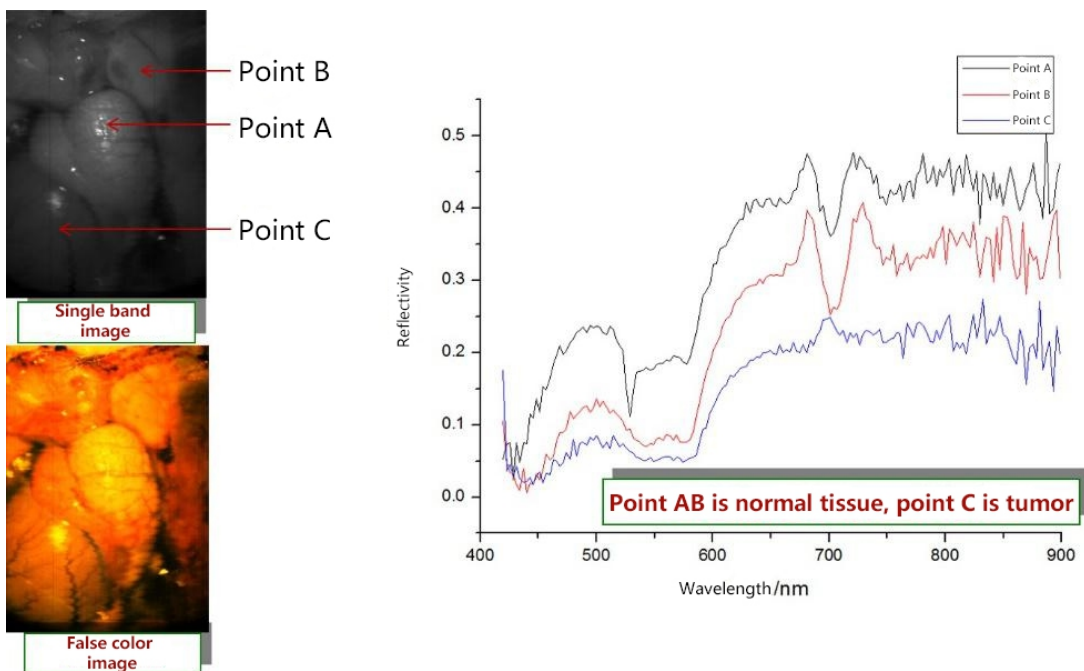 Point B
Point A
Point C
Single band
image
False color
image
Point A
Point B
Point C
0.5
0.4
0.3
0.2
0.1
0.0
Reflectivity
400
500
600
700
800
900
Wavelength/nm
Point AB is normal tissue, point C is tumor